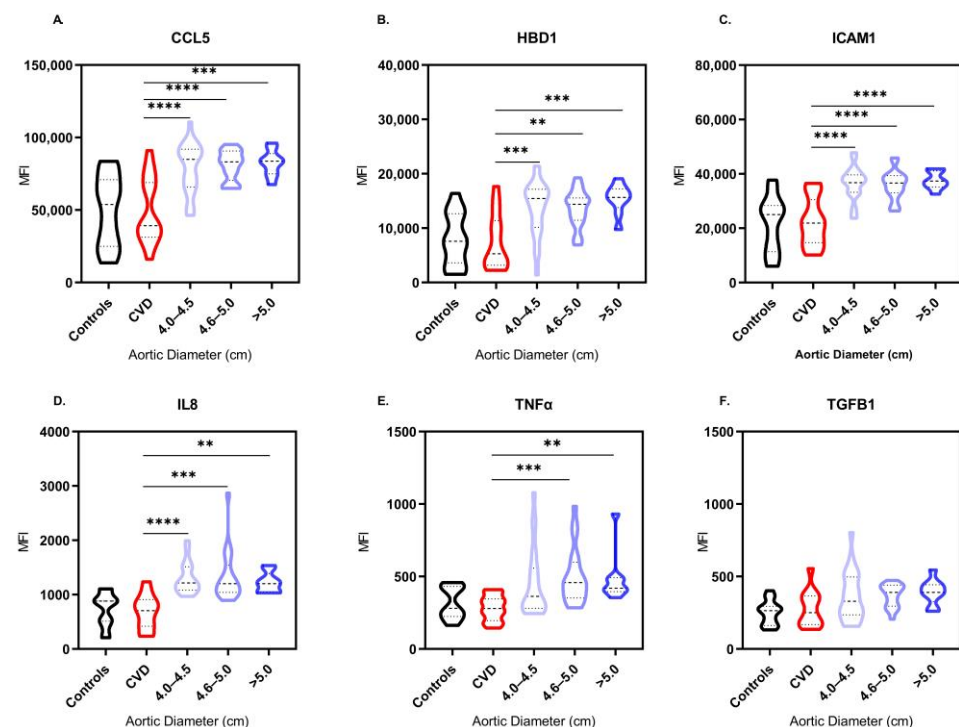 A.
CCL5
150,000
100,000
50,000
0
MFI
***
****
****
Controls
CVD
4.0–4.5
4.6–5.0
>5.0
Aortic Diameter (cm)
B.
HBD1
40,000
30,000
20,000
10,000
0
MFI
***
**
***
Controls
CVD
4.0–4.5
4.6–5.0
>5.0
Aortic Diameter (cm)
C.
ICAM1
80,000
60,000
40,000
20,000
0
MFI
****
****
****
Controls
CVD
4.0–4.5
4.6–5.0
>5.0
Aortic Diameter (cm)
D.
IL8
4000
3000
2000
1000
0
MFI
**
***
****
Controls
CVD
4.0–4.5
4.6–5.0
>5.0
Aortic Diameter (cm)
E.
TNFα
1500
1000
500
0
MFI
**
***
Controls
CVD
4.0–4.5
4.6–5.0
>5.0
Aortic Diameter (cm)
F.
TGFB1
1500
1000
500
0
MFI
Controls
CVD
4.0–4.5
4.6–5.0
>5.0
Aortic Diameter (cm)